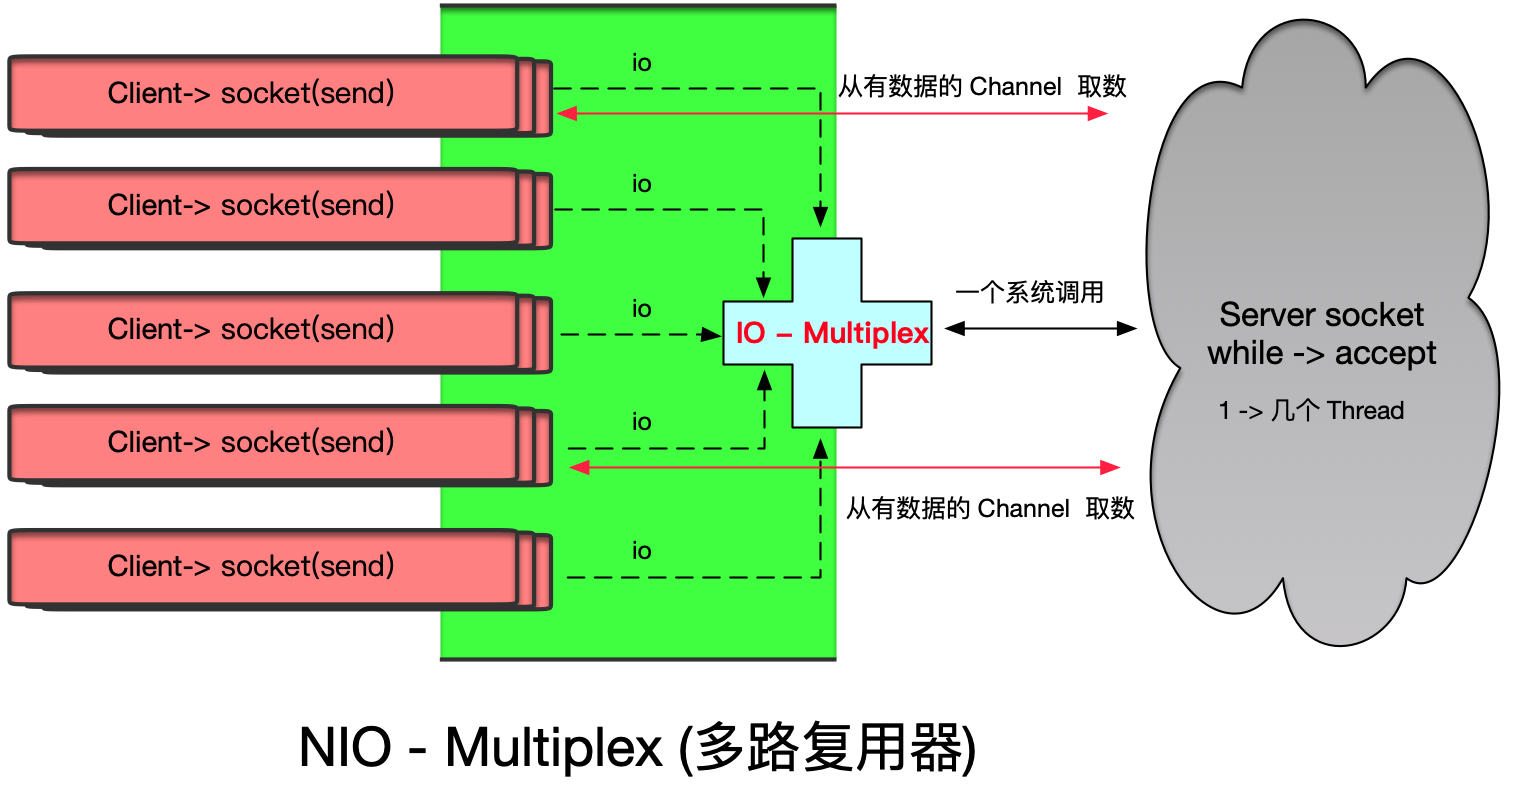 io
Client-> socket(send)
从有数据的 Channel 取数
io
Client-> socket(send)
一个系统调用
io
Client-> socket(send)
IO – Multiplex
Server socket
while -> accept
1 -> 几个 Thread
io
Client-> socket(send)
从有数据的 Channel 取数
io
Client-> socket(send)
NIO - Multiplex (多路复用器)